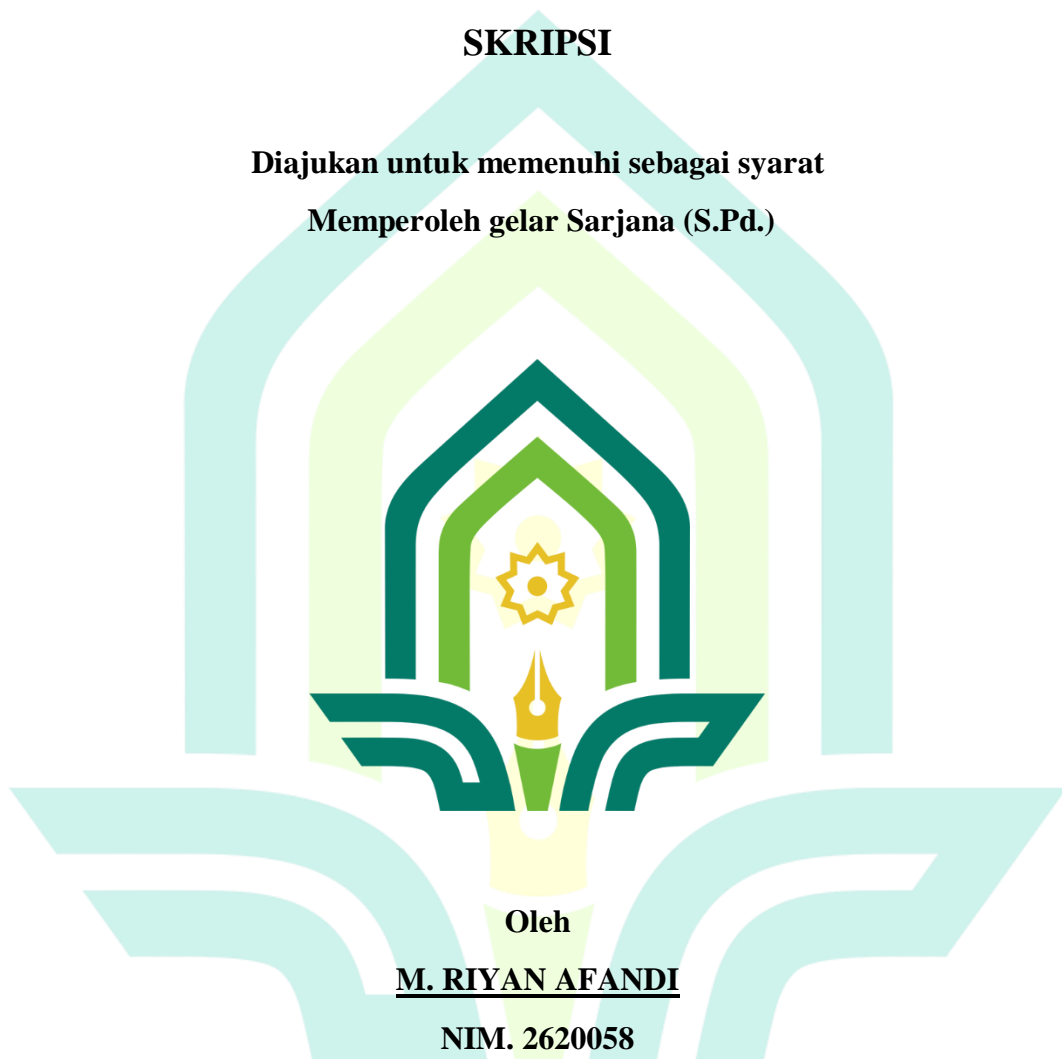 SKRIPSI
Diajukan untuk memenuhi sebagai syarat
Memperoleh gelar Sarjana (S.Pd.)
Oleh
M. RIYAN AFANDI
NIM. 2620058